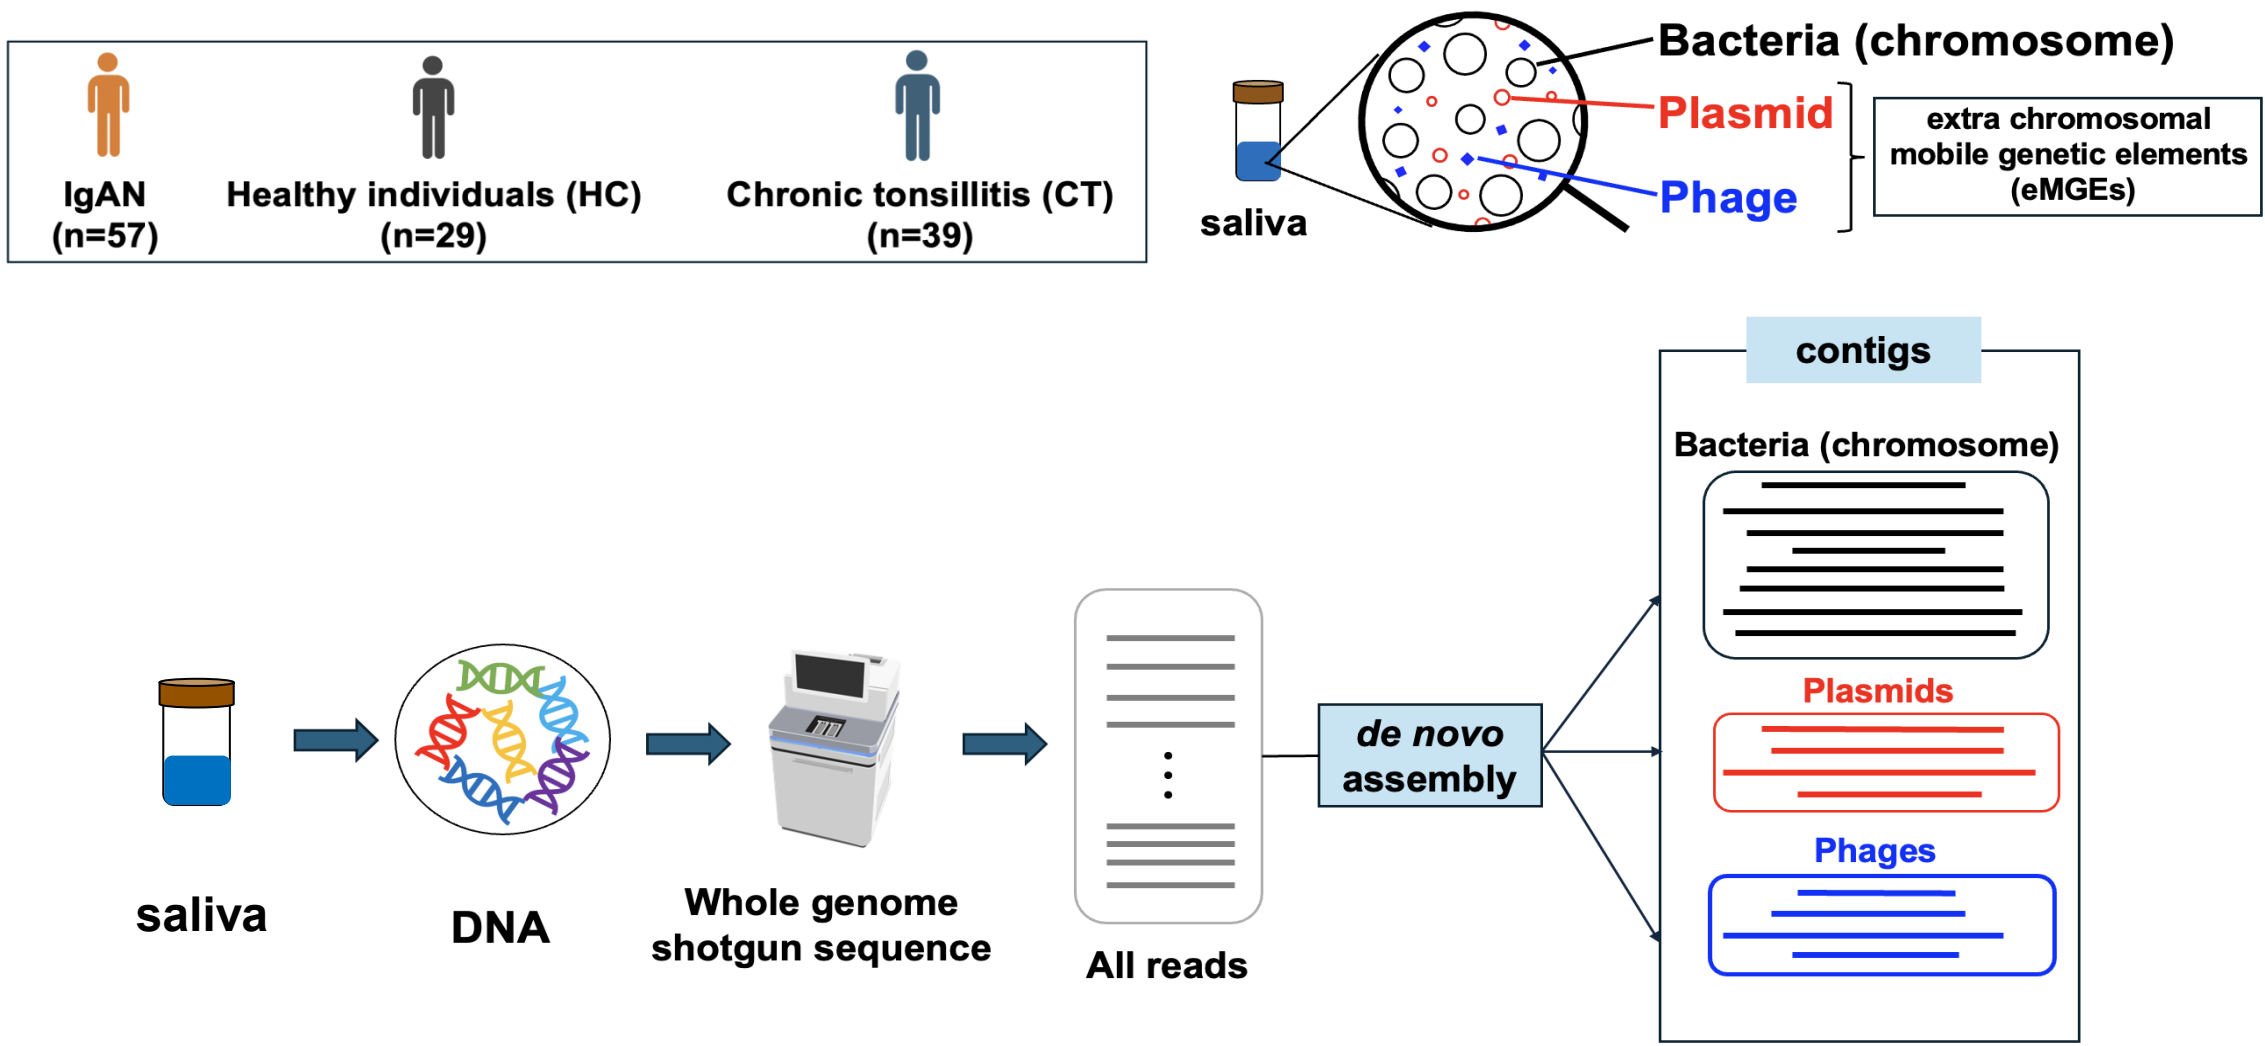 IgAN
(n=57)
Healthy individuals (HC)
(n=29)
Chronic tonsillitis (CT)
(n=39)
saliva
Bacteria (chromosome)
Plasmid
Phage
extra chromosomal
mobile genetic elements
(eMGEs)
saliva
DNA
Whole genome
shotgun sequence
All reads
de novo
assembly
contigs
Bacteria (chromosome)
Plasmids
Phages